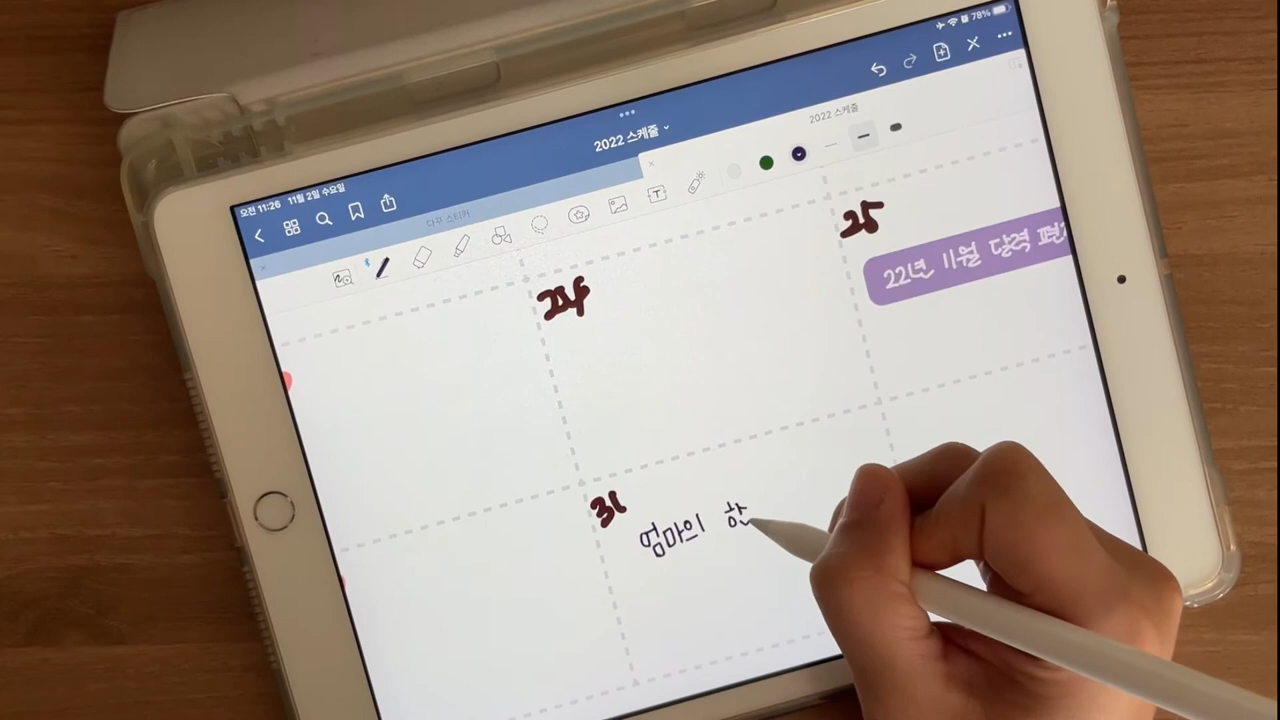 오전 11:26 11월 2일 수요일
78%
2022 스케줄
다꾸 스티커
2022 스케줄
24
25
22년 11월 달력 편
31
엄마의 한